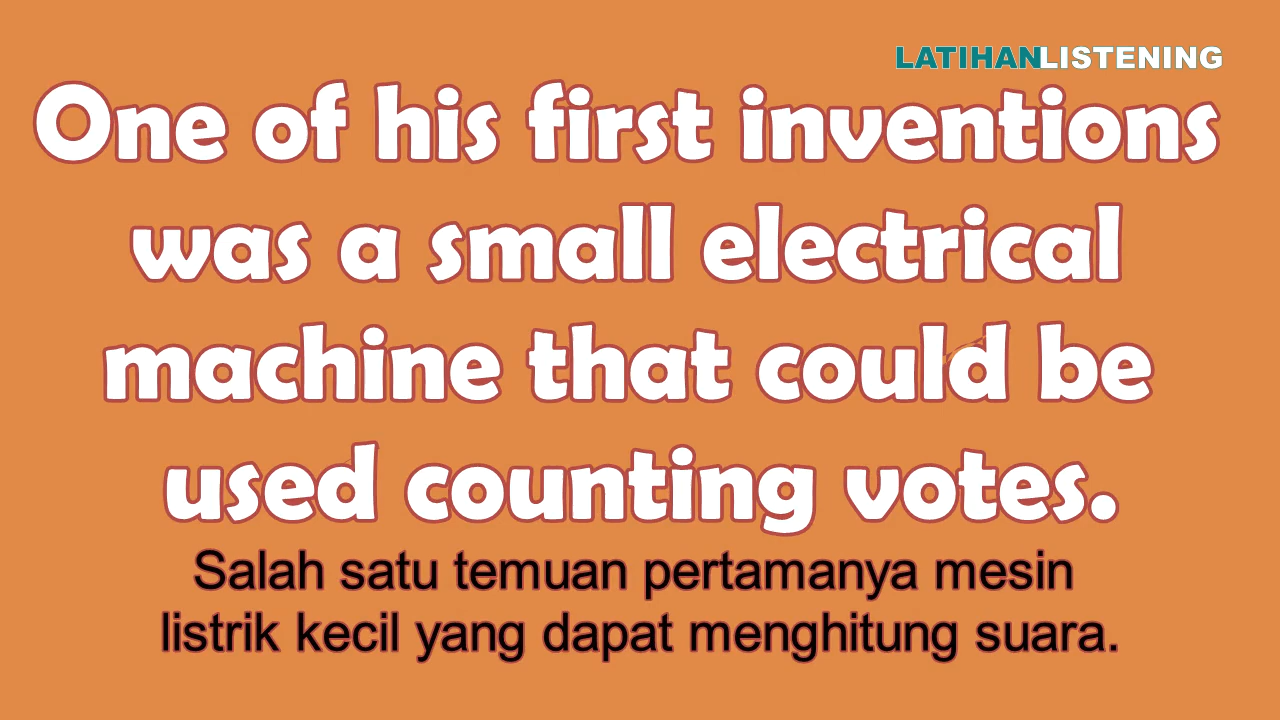 LATIHANLISTENING
One of his first inventions
was a small electrical
machine that could be
used counting votes.
Salah satu temuan pertamanya mesin
listrik kecil yang dapat menghitung suara.